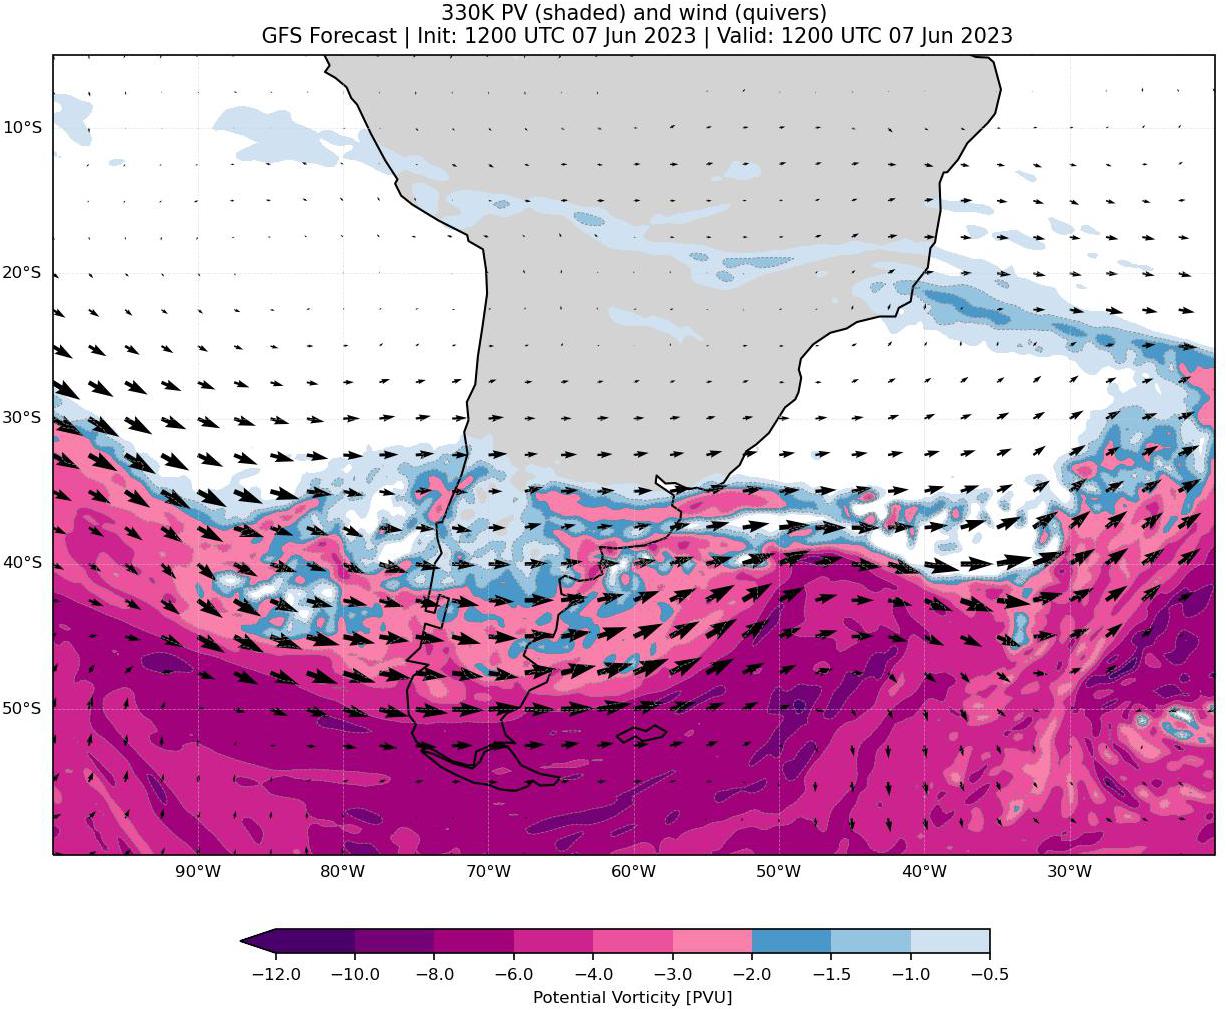 330K PV (shaded) and wind (quivers)
GFS Forecast | Init: 1200 UTC 07 Jun 2023 | Valid: 1200 UTC 07 Jun 2023
10°S
20°S
30°S
40°S
50°S
90°W 80°W 70°W 60°W 50°W 40°W 30°W
−12.0 −10.0 −8.0 −6.0 −4.0 −3.0 −2.0 −1.5 −1.0 −0.5
Potential Vorticity [PVU]